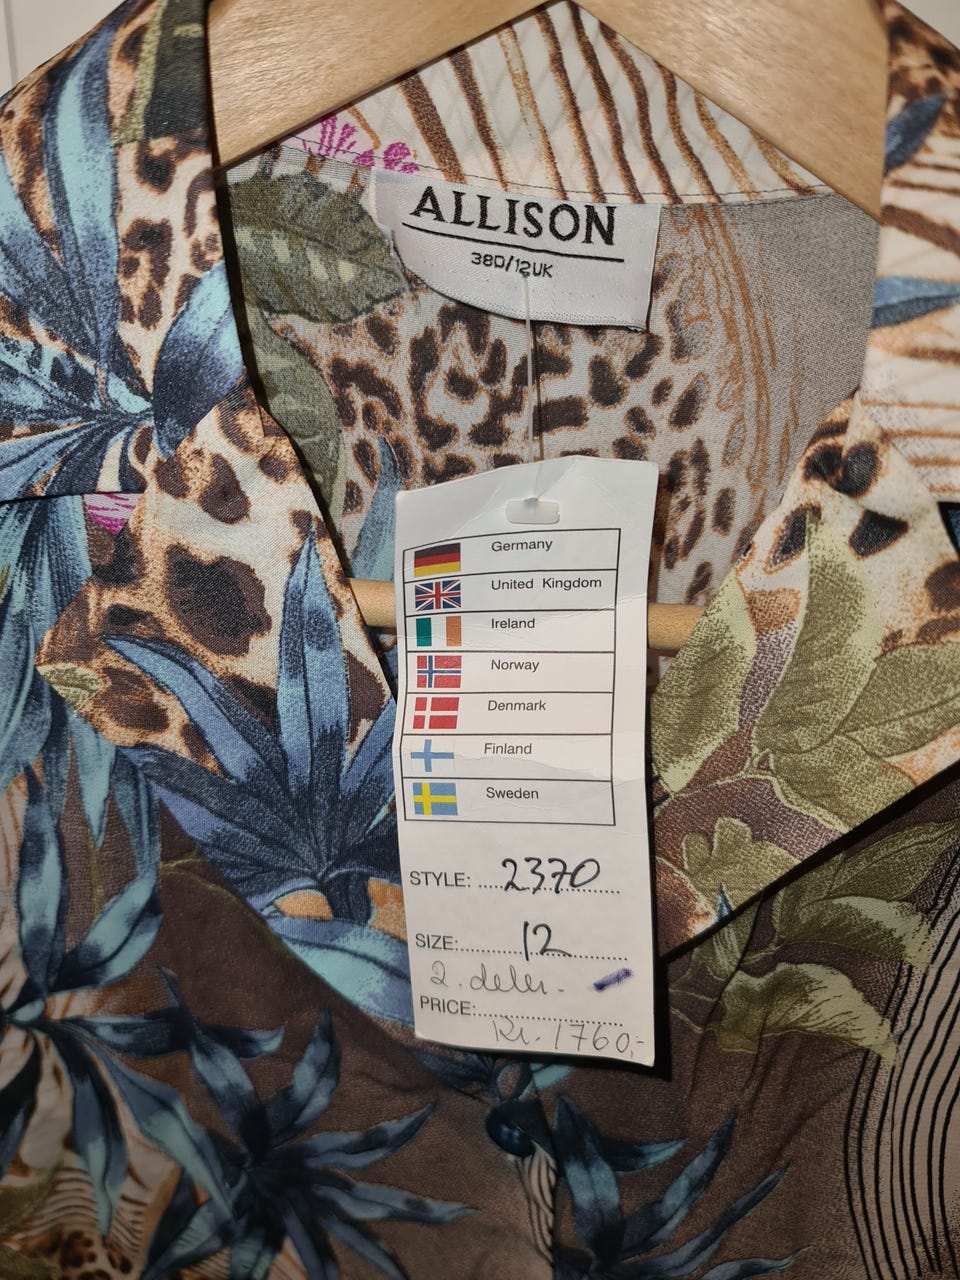 ALLISON
38D/12UK
Germany
United Kingdom
Ireland
Norway
Denmark
Finland
Sweden
STYLE: 2370
SIZE: 12
2. deler.
PRICE:
Kr. 1760,-